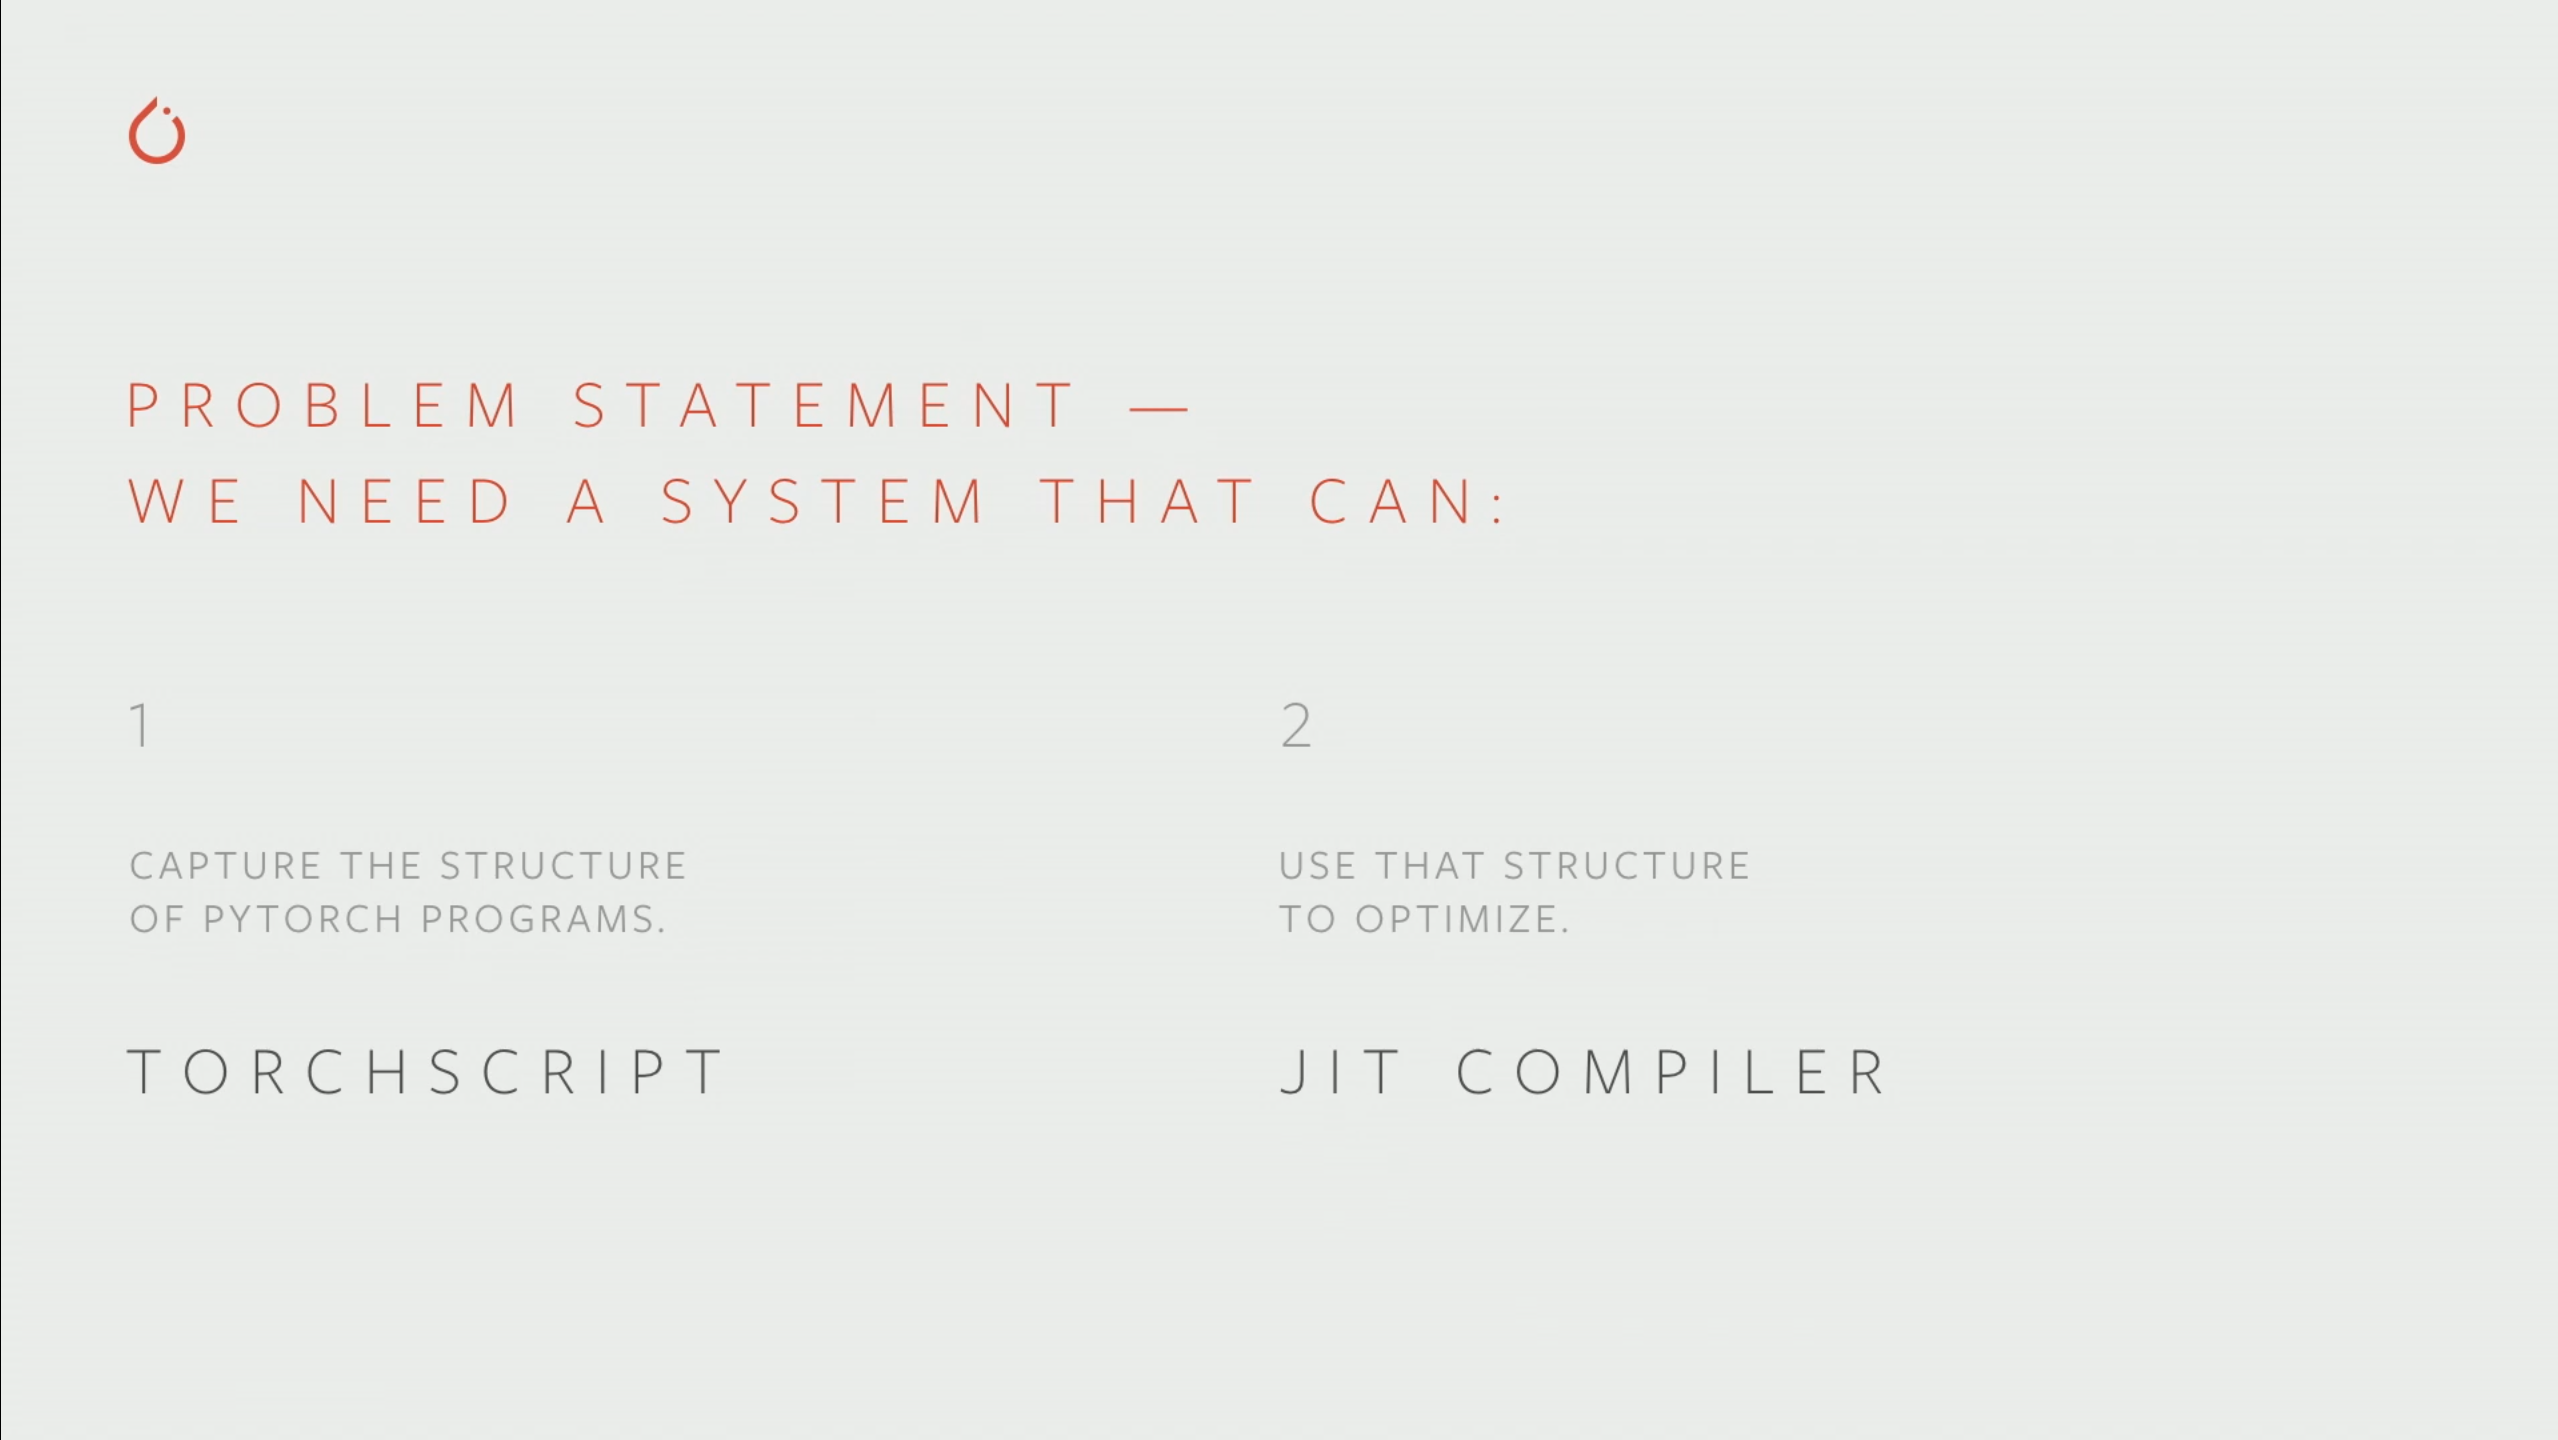 PROBLEM STATEMENT —
WE NEED A SYSTEM THAT CAN:
1
CAPTURE THE STRUCTURE
OF PYTORCH PROGRAMS.
TORCHSCRIPT
2
USE THAT STRUCTURE
TO OPTIMIZE.
JIT COMPILER